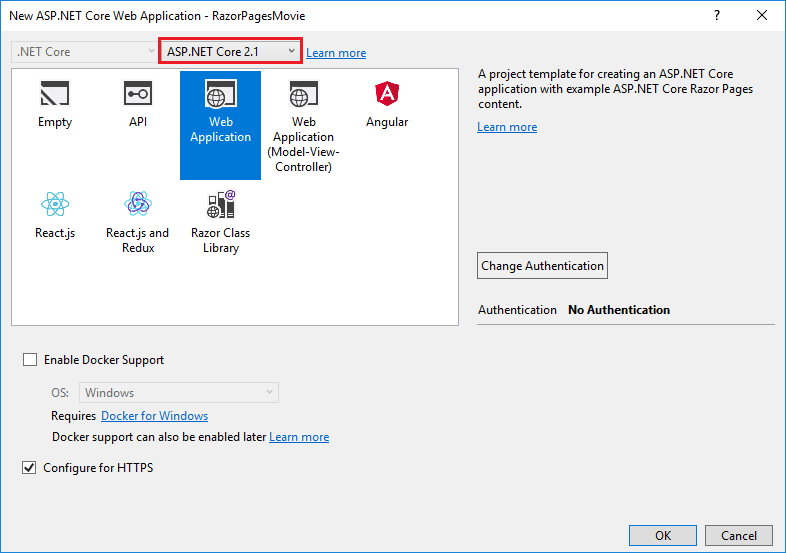 New ASP.NET Core Web Application - RazorPagesMovie
.NET Core
ASP.NET Core 2.1
Learn more
Empty
API
Web
Application
Web
Application
(Model-View-
Controller)
Angular
React.js
React.js and
Redux
Razor Class
Library
A project template for creating an ASP.NET Core
application with example ASP.NET Core Razor Pages
content.
Learn more
Change Authentication
Authentication No Authentication
Enable Docker Support
OS: Windows
Requires Docker for Windows
Docker support can also be enabled later Learn more
Configure for HTTPS
OK
Cancel